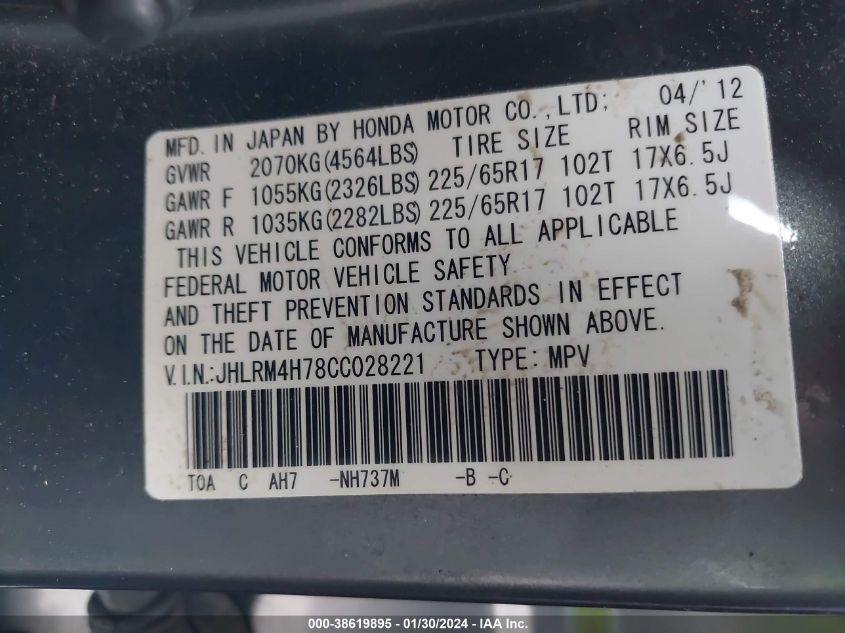 MFD. IN JAPAN BY HONDA MOTOR CO., LTD; 04/'12
GVWR 2070KG(4564LBS) TIRE SIZE RIM SIZE
GAWR F 1055KG(2326LBS) 225/65R17 102T 17X6.5J
GAWR R 1035KG(2282LBS) 225/65R17 102T 17X6.5J
THIS VEHICLE CONFORMS TO ALL APPLICABLE
FEDERAL MOTOR VEHICLE SAFETY
AND THEFT PREVENTION STANDARDS IN EFFECT
ON THE DATE OF MANUFACTURE SHOWN ABOVE.
V.I.N.:JHLRM4H78CC028221 TYPE: MPV
TOA C AH7 -NH737M -B -C
000-38619895 - 01/30/2024 - IAA Inc.